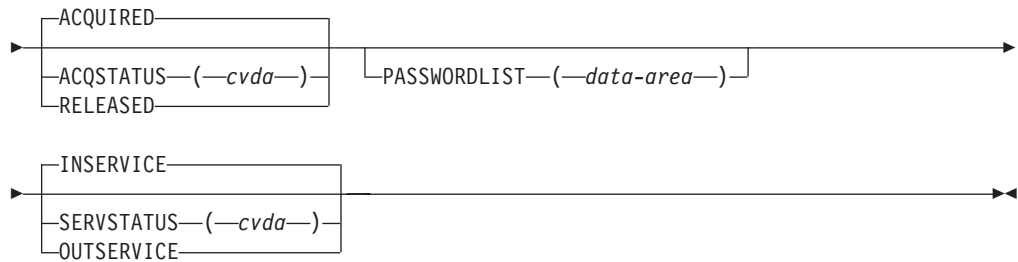 ACQUIRED
ACQSTATUS ( cvda )
RELEASED
PASSWORDLIST ( data-area )
INSERVICE
SERVSTATUS ( cvda )
OUTSERVICE